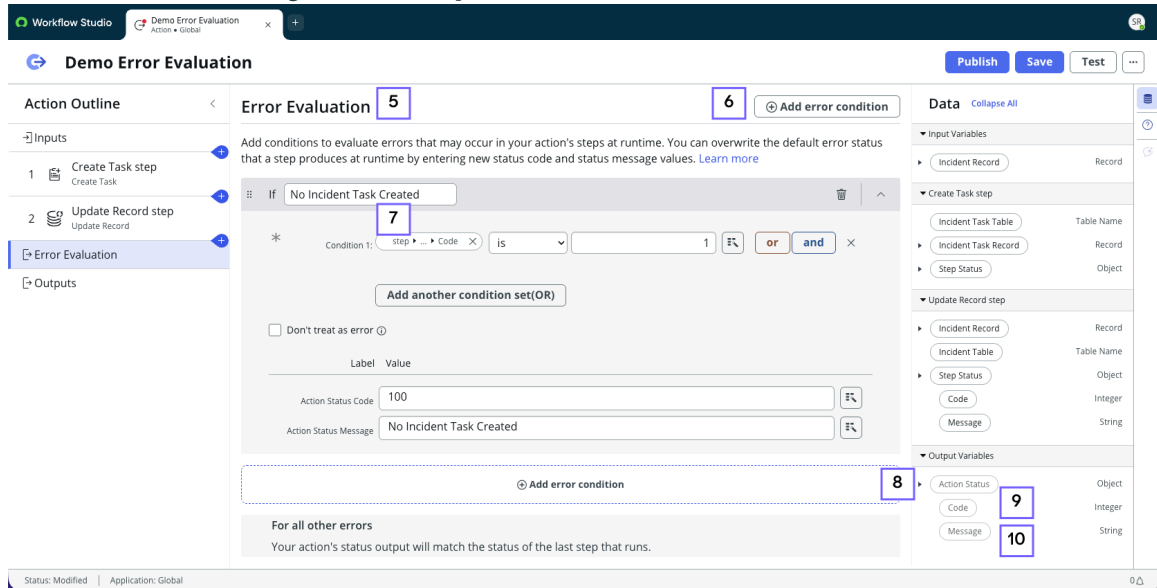 Workflow Studio
Demo Error Evaluation
Action • Global
SR
Demo Error Evaluation
Publish
Save
Test
Action Outline
Inputs
1
Create Task step
Create Task
2
Update Record step
Update Record
Error Evaluation
Outputs
Error Evaluation
5
6
Add error condition
Add conditions to evaluate errors that may occur in your action's steps at runtime. You can overwrite the default error status
that a step produces at runtime by entering new status code and status message values. Learn more
If No Incident Task Created
7
Condition 1: step ▸ ... ▸ Code is 1 or and
Add another condition set(OR)
Don't treat as error
Label Value
Action Status Code 100
Action Status Message No Incident Task Created
Add error condition
For all other errors
Your action's status output will match the status of the last step that runs.
Data Collapse All
Input Variables
Incident Record Record
Create Task step
Incident Task Table Table Name
Incident Task Record Record
Step Status Object
Update Record step
Incident Record Record
Incident Table Table Name
Step Status Object
Code Integer
Message String
Output Variables
8
Action Status Object
Code 9 Integer
Message 10 String
Status: Modified | Application: Global
0